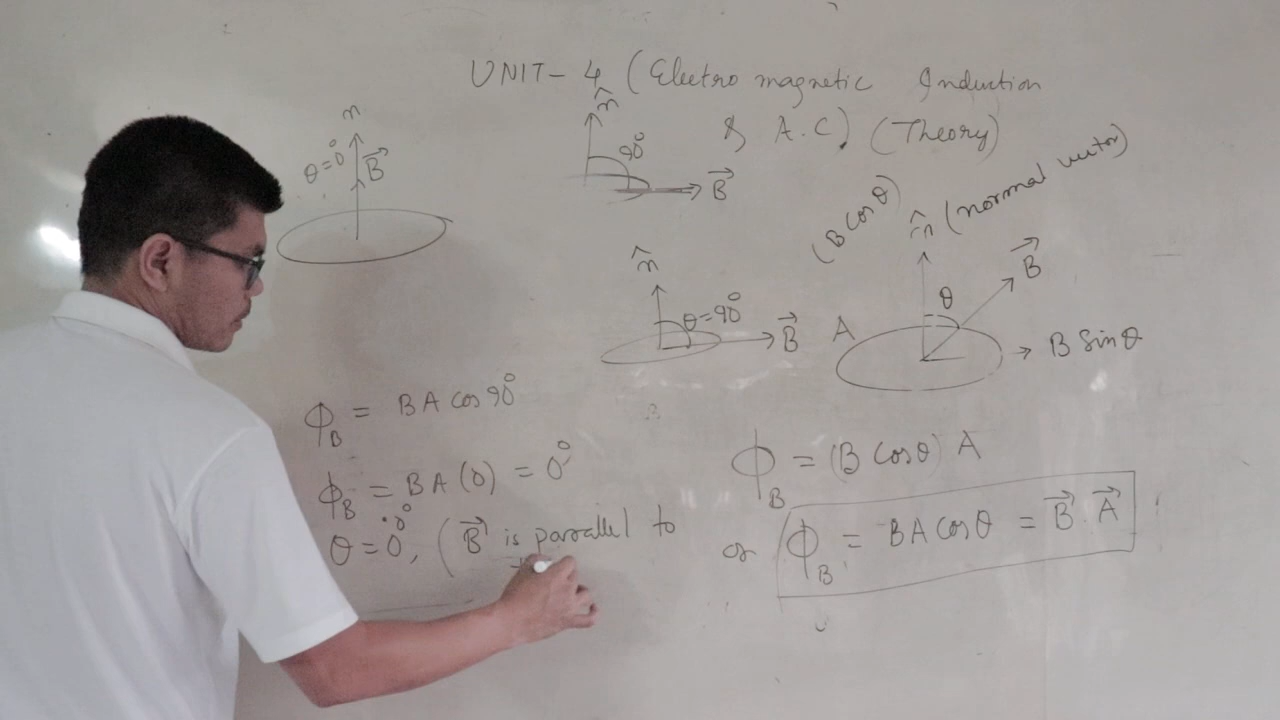 UNIT - 4 (Electro magnetic Induction
& A.C) (Theory)
n
θ=0°
B⃗
n̂
90°
B⃗
(B cos θ)
n̂ (normal vector)
B⃗
θ
A
B Sin θ
n̂
θ=90°
B⃗
ϕ_B = BA cos 90°
ϕ_B = BA (0) = 0°
θ = 0°, ( B⃗ is parallel to
ϕ_B = (B cos θ) A
or ϕ_B = BA cos θ = B⃗ . A⃗